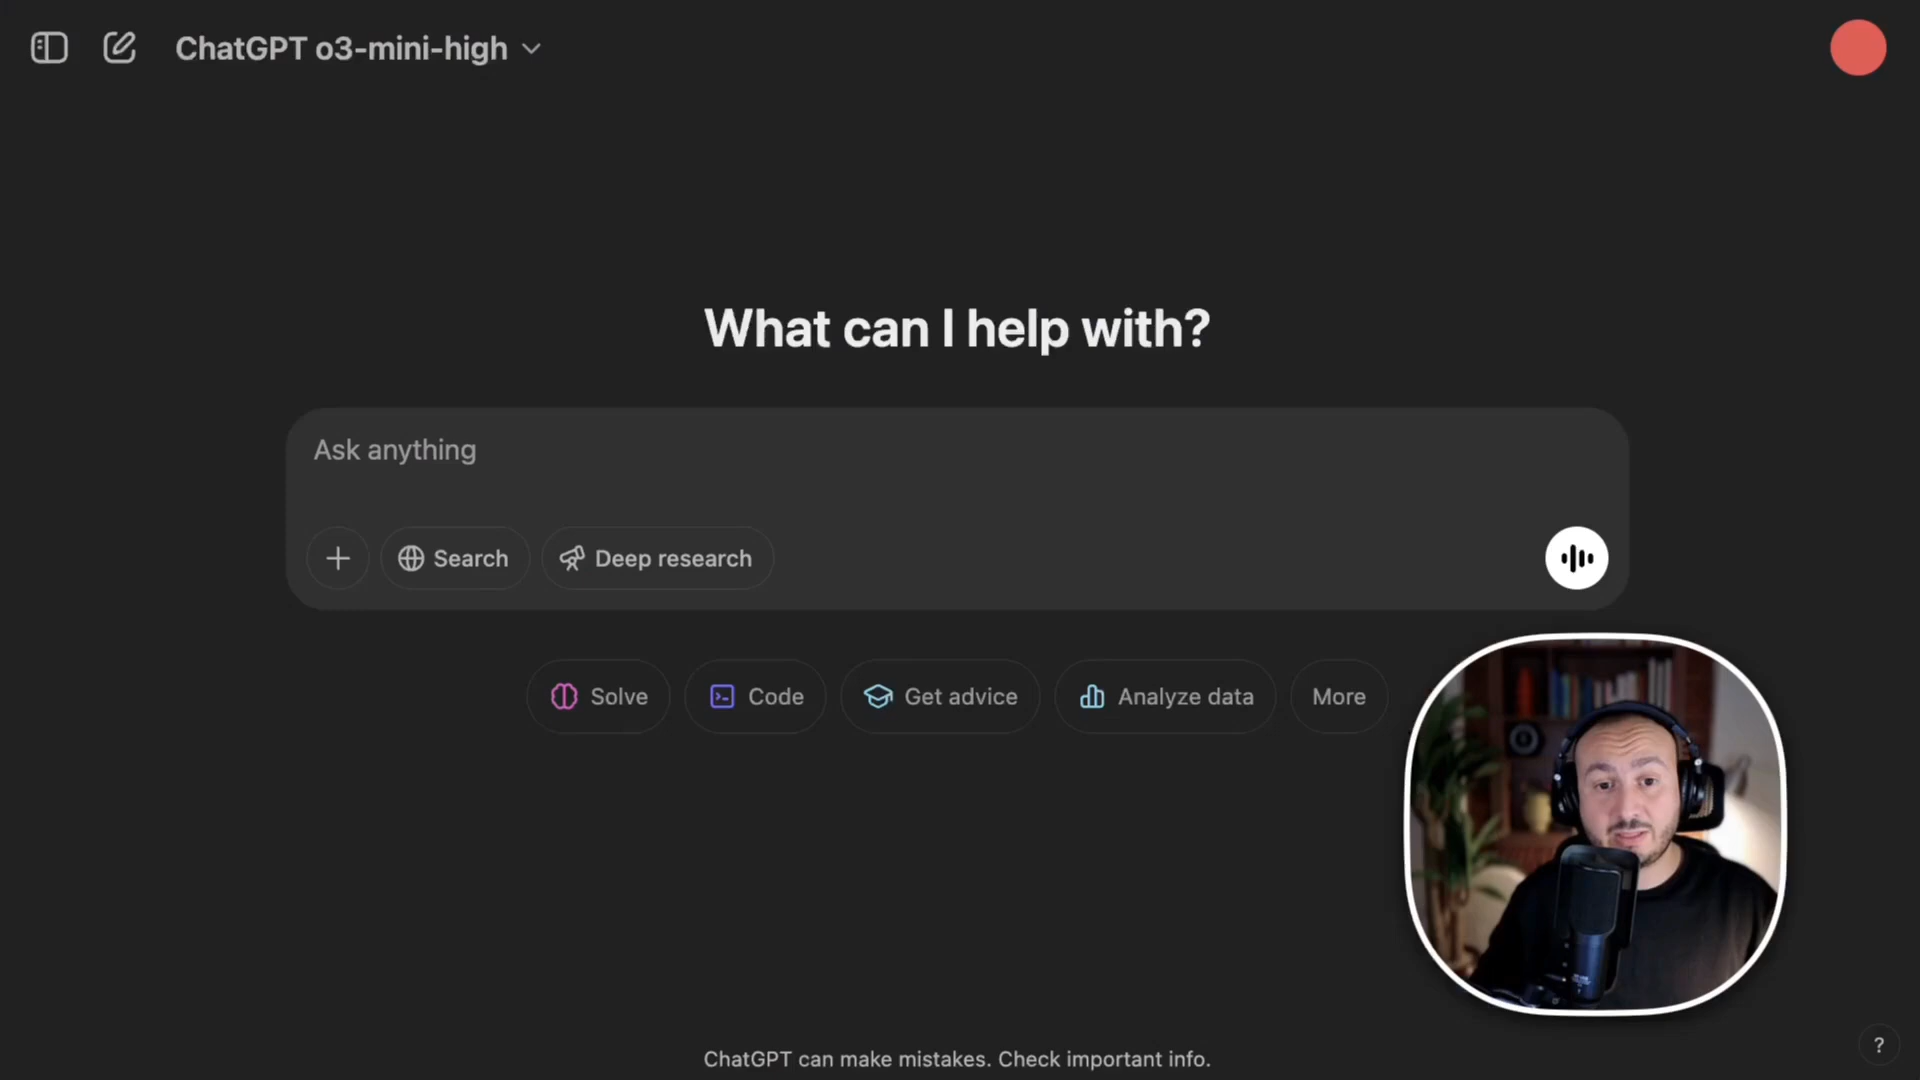 ChatGPT o3-mini-high
What can I help with?
Ask anything
Search
Deep research
Solve
Code
Get advice
Analyze data
More
ChatGPT can make mistakes. Check important info.
?